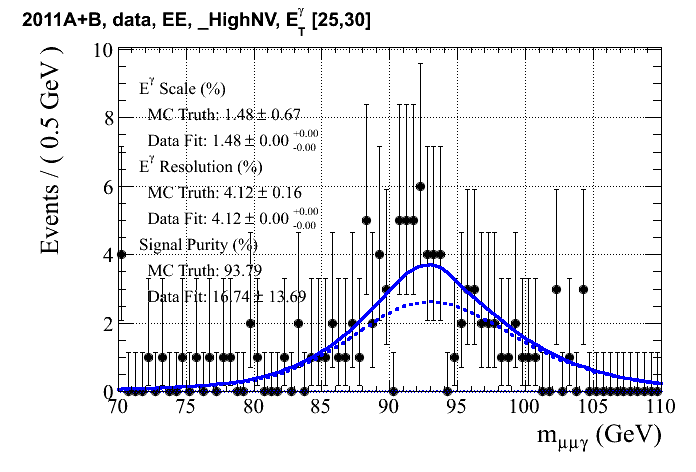 2011A+B, data, EE, _HighNV, E_T^γ [25,30]
Events / ( 0.5 GeV )
10
8
6
4
2
0
E^γ Scale (%)
MC Truth: 1.48 ± 0.67
Data Fit: 1.48 ± 0.00 +0.00 -0.00
E^γ Resolution (%)
MC Truth: 4.12 ± 0.16
Data Fit: 4.12 ± 0.00 +0.00 -0.00
Signal Purity (%)
MC Truth: 93.79
Data Fit: 16.74 ± 13.69
70 75 80 85 90 95 100 105 110
m_μμγ (GeV)